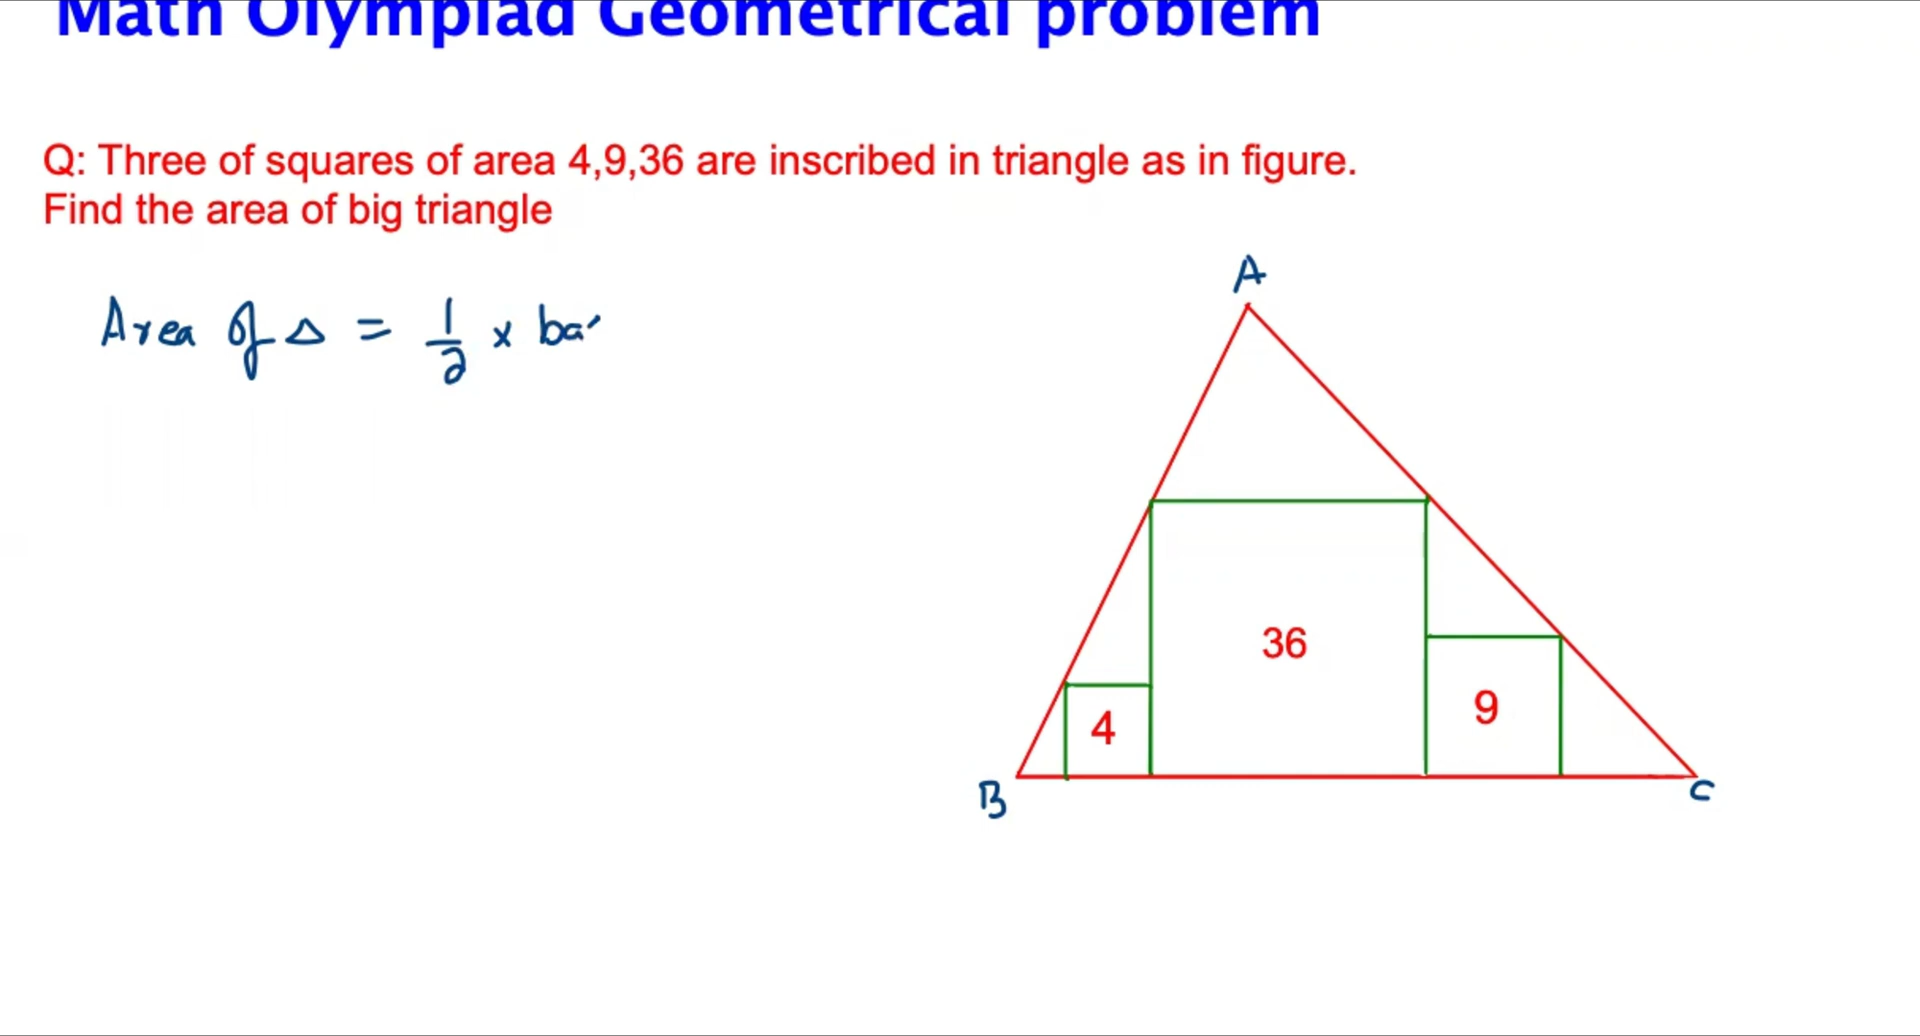 Math Olympiad Geometrical problem
Q: Three of squares of area 4,9,36 are inscribed in triangle as in figure.
Find the area of big triangle
Area of △ = 1/2 x ba
A
36
9
4
B
C